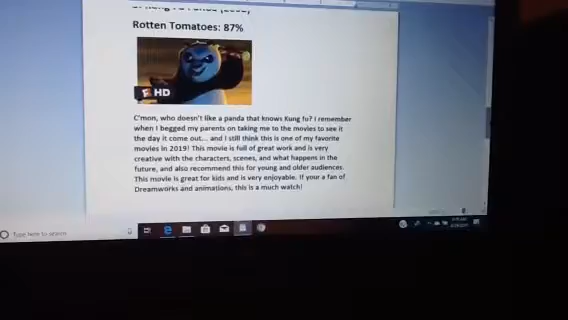 Rotten Tomatoes: 87%
HD
C'mon, who doesn't like a panda that knows Kung fu? I remember
when I begged my parents on taking me to the movies to see it
the day it come out... and I still think this is one of my favorite
movies in 2019! This movie is full of great work and is very
creative with the characters, scenes, and what happens in the
future, and also recommend this for young and older audiences.
This movie is great for kids and is very enjoyable. If your a fan of
Dreamworks and animations, this is a much watch!
Type here to search